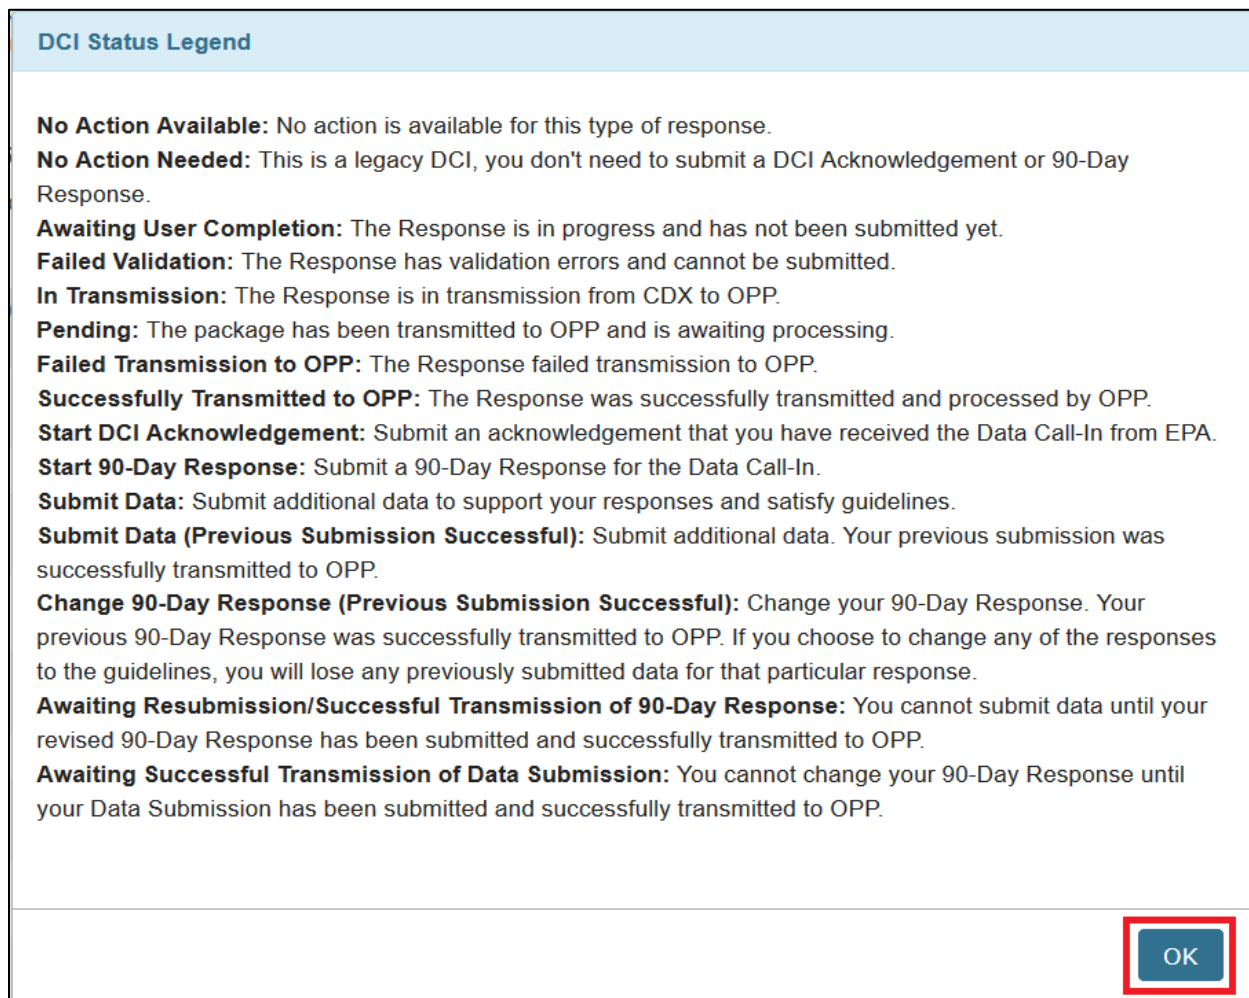 DCI Status Legend
No Action Available: No action is available for this type of response.
No Action Needed: This is a legacy DCI, you don't need to submit a DCI Acknowledgement or 90-Day
Response.
Awaiting User Completion: The Response is in progress and has not been submitted yet.
Failed Validation: The Response has validation errors and cannot be submitted.
In Transmission: The Response is in transmission from CDX to OPP.
Pending: The package has been transmitted to OPP and is awaiting processing.
Failed Transmission to OPP: The Response failed transmission to OPP.
Successfully Transmitted to OPP: The Response was successfully transmitted and processed by OPP.
Start DCI Acknowledgement: Submit an acknowledgement that you have received the Data Call-In from EPA.
Start 90-Day Response: Submit a 90-Day Response for the Data Call-In.
Submit Data: Submit additional data to support your responses and satisfy guidelines.
Submit Data (Previous Submission Successful): Submit additional data. Your previous submission was
successfully transmitted to OPP.
Change 90-Day Response (Previous Submission Successful): Change your 90-Day Response. Your
previous 90-Day Response was successfully transmitted to OPP. If you choose to change any of the responses
to the guidelines, you will lose any previously submitted data for that particular response.
Awaiting Resubmission/Successful Transmission of 90-Day Response: You cannot submit data until your
revised 90-Day Response has been submitted and successfully transmitted to OPP.
Awaiting Successful Transmission of Data Submission: You cannot change your 90-Day Response until
your Data Submission has been submitted and successfully transmitted to OPP.
OK